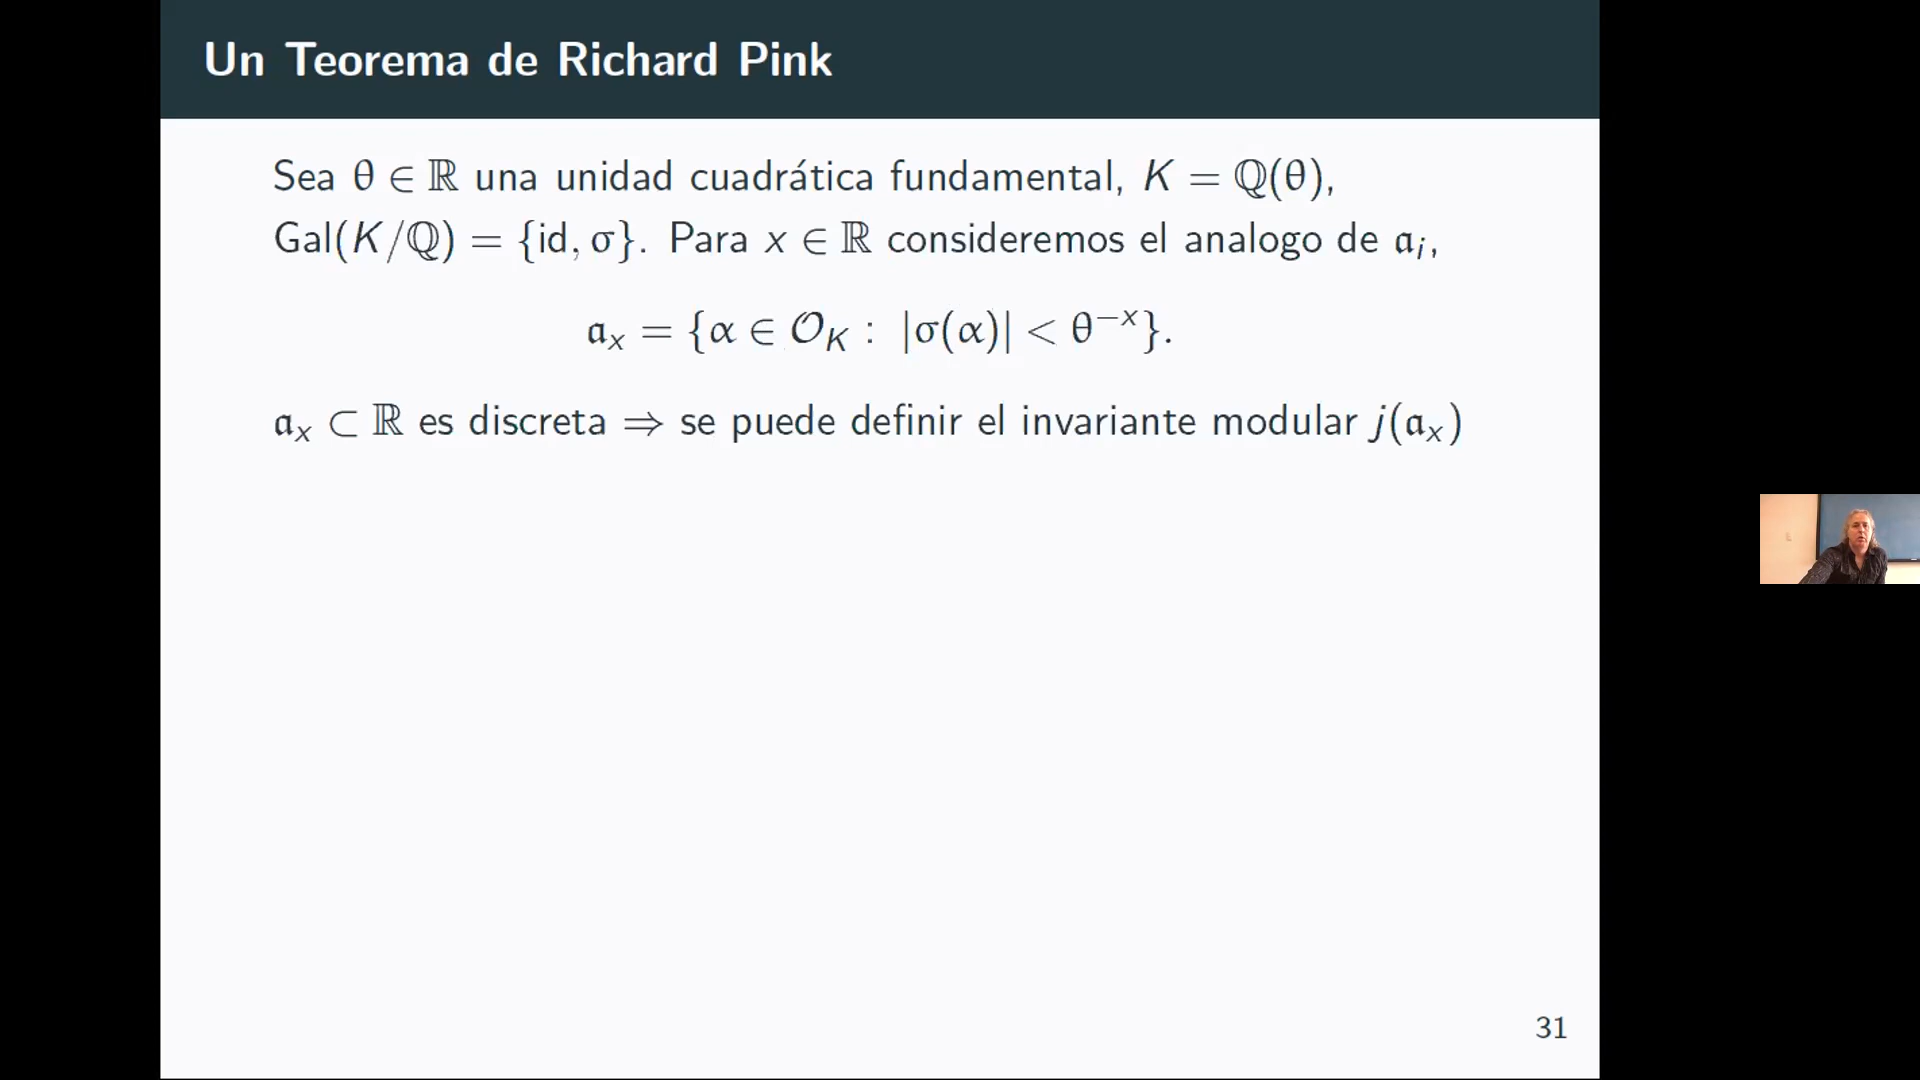 Un Teorema de Richard Pink
Sea θ ∈ ℝ una unidad cuadrática fundamental, K = ℚ(θ),
Gal(K/ℚ) = {id, σ}. Para x ∈ ℝ consideremos el analogo de 𝔞ᵢ,
𝔞ₓ = {α ∈ 𝒪_K : |σ(α)| < θ⁻ˣ}.
𝔞ₓ ⊂ ℝ es discreta ⇒ se puede definir el invariante modular j(𝔞ₓ)
31